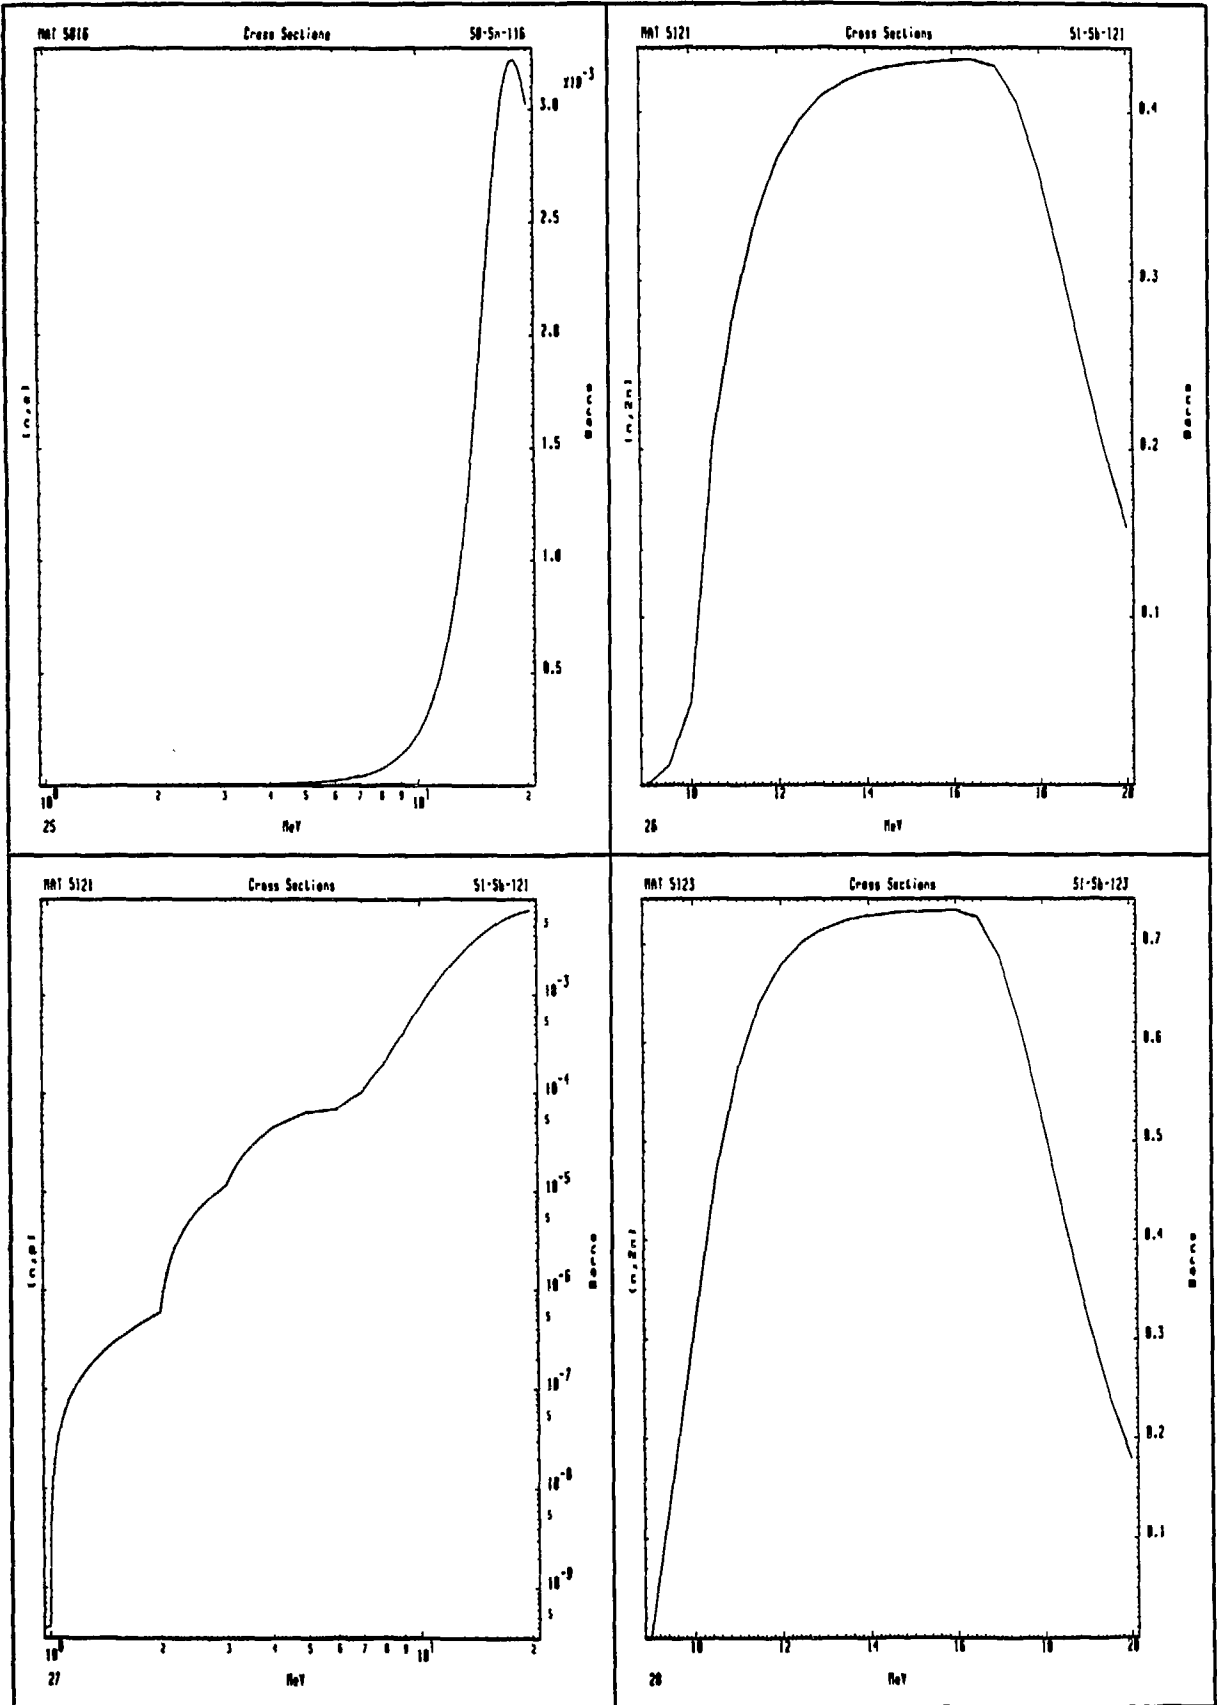 MAT 5016 Cross Sections 50-Sn-116
X10-3
3.0
2.5
2.0
1.5
1.0
0.5
(n,p)
Barns
10^0 2 3 4 5 6 7 8 9 10^1 2
25 MeV
MAT 5121 Cross Sections 51-Sb-121
0.4
0.3
0.2
0.1
(n,2n)
Barns
10 12 14 16 18 20
26 MeV
MAT 5121 Cross Sections 51-Sb-121
5
10^-3
5
10^-4
5
10^-5
5
10^-6
5
10^-7
5
10^-8
5
10^-9
5
(n,p)
Barns
10^0 2 3 4 5 6 7 8 9 10^1 2
27 MeV
MAT 5123 Cross Sections 51-Sb-123
0.7
0.6
0.5
0.4
0.3
0.2
0.1
(n,2n)
Barns
10 12 14 16 18 20
28 MeV